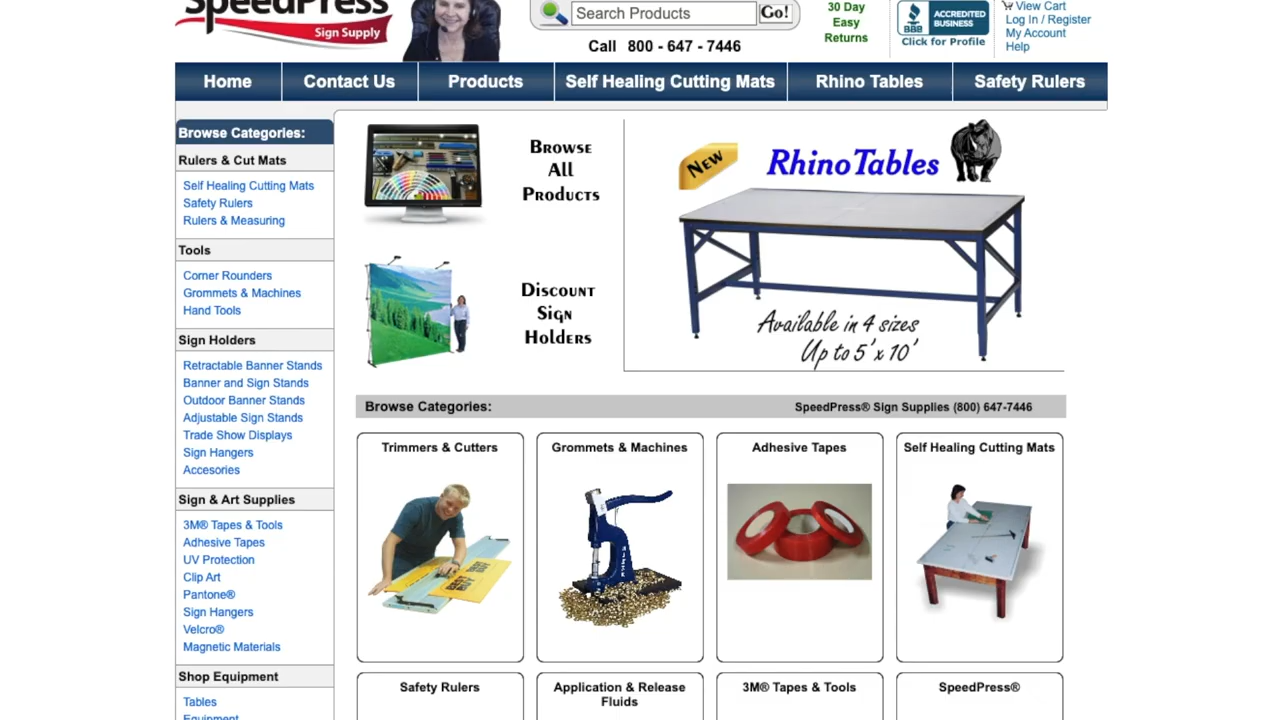 SpeedPress
Sign Supply
Search Products
Go!
Call 800 - 647 - 7446
30 Day
Easy
Returns
BBB
ACCREDITED
BUSINESS
Click for Profile
View Cart
Log In / Register
My Account
Help
Home
Contact Us
Products
Self Healing Cutting Mats
Rhino Tables
Safety Rulers
Browse Categories:
Rulers & Cut Mats
Self Healing Cutting Mats
Safety Rulers
Rulers & Measuring
Tools
Corner Rounders
Grommets & Machines
Hand Tools
Sign Holders
Retractable Banner Stands
Banner and Sign Stands
Outdoor Banner Stands
Adjustable Sign Stands
Trade Show Displays
Sign Hangers
Accesories
Sign & Art Supplies
3M® Tapes & Tools
Adhesive Tapes
UV Protection
Clip Art
Pantone®
Sign Hangers
Velcro®
Magnetic Materials
Shop Equipment
Tables
Equipment
Browse
All
Products
Discount
Sign
Holders
New
RhinoTables
Available in 4 sizes
Up to 5' x 10'
Browse Categories:
SpeedPress® Sign Supplies (800) 647-7446
Trimmers & Cutters
Grommets & Machines
Adhesive Tapes
Self Healing Cutting Mats
Safety Rulers
Application & Release
Fluids
3M® Tapes & Tools
SpeedPress®